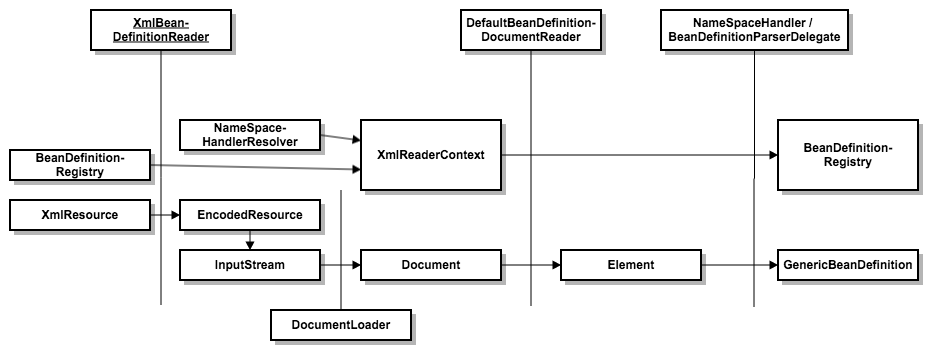 XmlBean-
DefinitionReader
DefaultBeanDefinition-
DocumentReader
NameSpaceHandler /
BeanDefinitionParserDelegate
NameSpace-
HandlerResolver
XmlReaderContext
BeanDefinition-
Registry
BeanDefinition-
Registry
XmlResource
EncodedResource
InputStream
Document
Element
GenericBeanDefinition
DocumentLoader